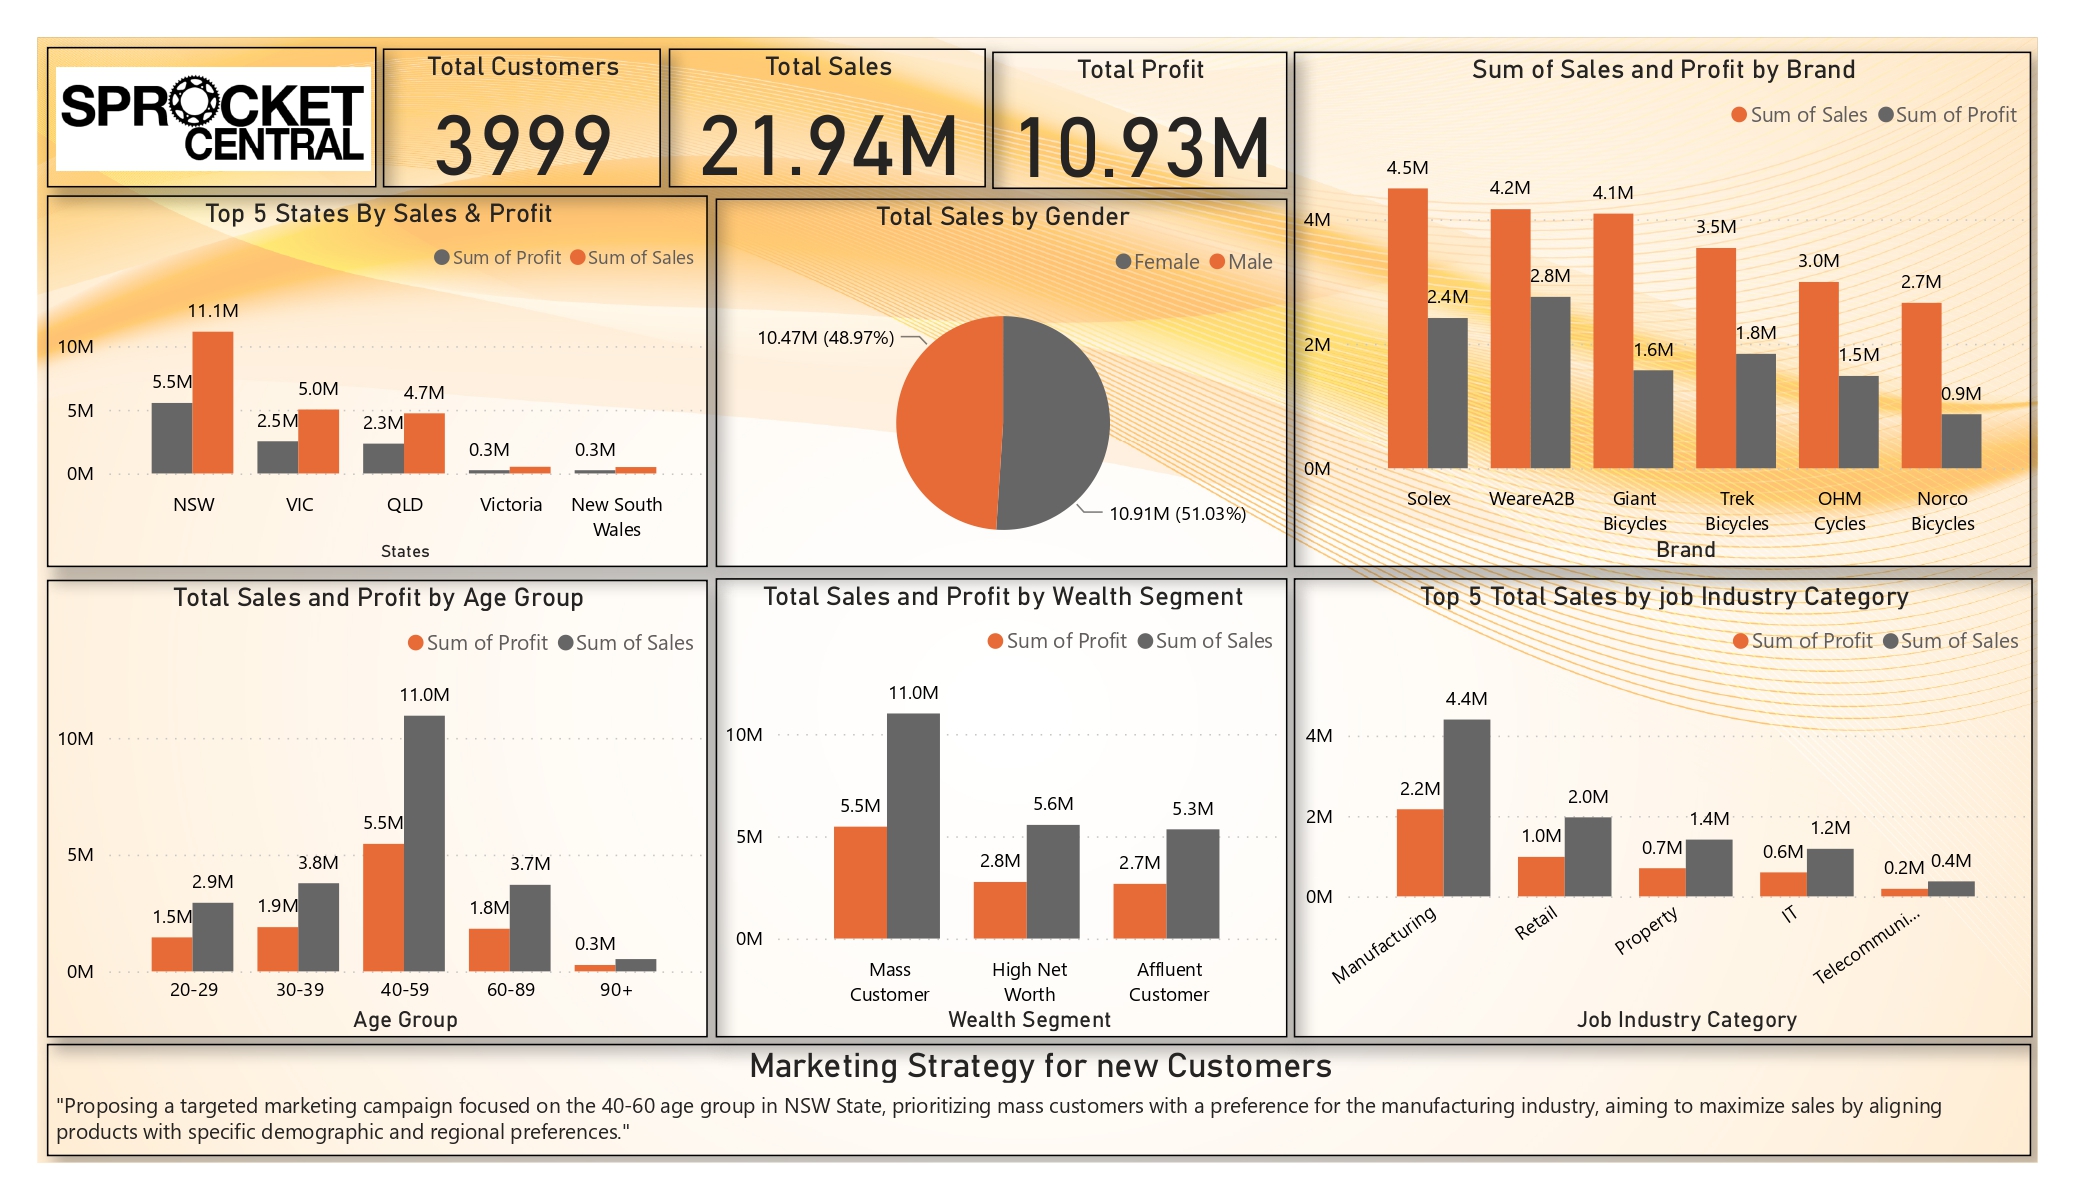 SPROCKET
CENTRAL
Total Customers
3999
Total Sales
21.94M
Total Profit
10.93M
Sum of Sales and Profit by Brand
Sum of Sales Sum of Profit
4.5M
4.2M
4.1M
4M
3.5M
3.0M
2.8M
2.7M
2.4M
2M
1.8M
1.6M
1.5M
0.9M
0M
Solex WeareA2B Giant Bicycles Trek Bicycles OHM Cycles Norco Bicycles
Brand
Top 5 States By Sales & Profit
Sum of Profit Sum of Sales
11.1M
10M
5.5M
5.0M
4.7M
5M
2.5M
2.3M
0.3M
0.3M
0M
NSW VIC QLD Victoria New South Wales
States
Total Sales by Gender
Female Male
10.47M (48.97%)
10.91M (51.03%)
Total Sales and Profit by Age Group
Sum of Profit Sum of Sales
11.0M
10M
5.5M
5M
3.8M
3.7M
2.9M
1.9M
1.8M
1.5M
0.3M
0M
20-29 30-39 40-59 60-89 90+
Age Group
Total Sales and Profit by Wealth Segment
Sum of Profit Sum of Sales
11.0M
10M
5.5M
5.6M
5.3M
5M
2.8M
2.7M
0M
Mass Customer High Net Worth Affluent Customer
Wealth Segment
Top 5 Total Sales by job Industry Category
Sum of Profit Sum of Sales
4.4M
4M
2.2M
2.0M
2M
1.4M
1.2M
1.0M
0.7M
0.6M
0.2M
0.4M
0M
Manufacturing Retail Property IT Telecommuni...
Job Industry Category
Marketing Strategy for new Customers
"Proposing a targeted marketing campaign focused on the 40-60 age group in NSW State, prioritizing mass customers with a preference for the manufacturing industry, aiming to maximize sales by aligning
products with specific demographic and regional preferences."